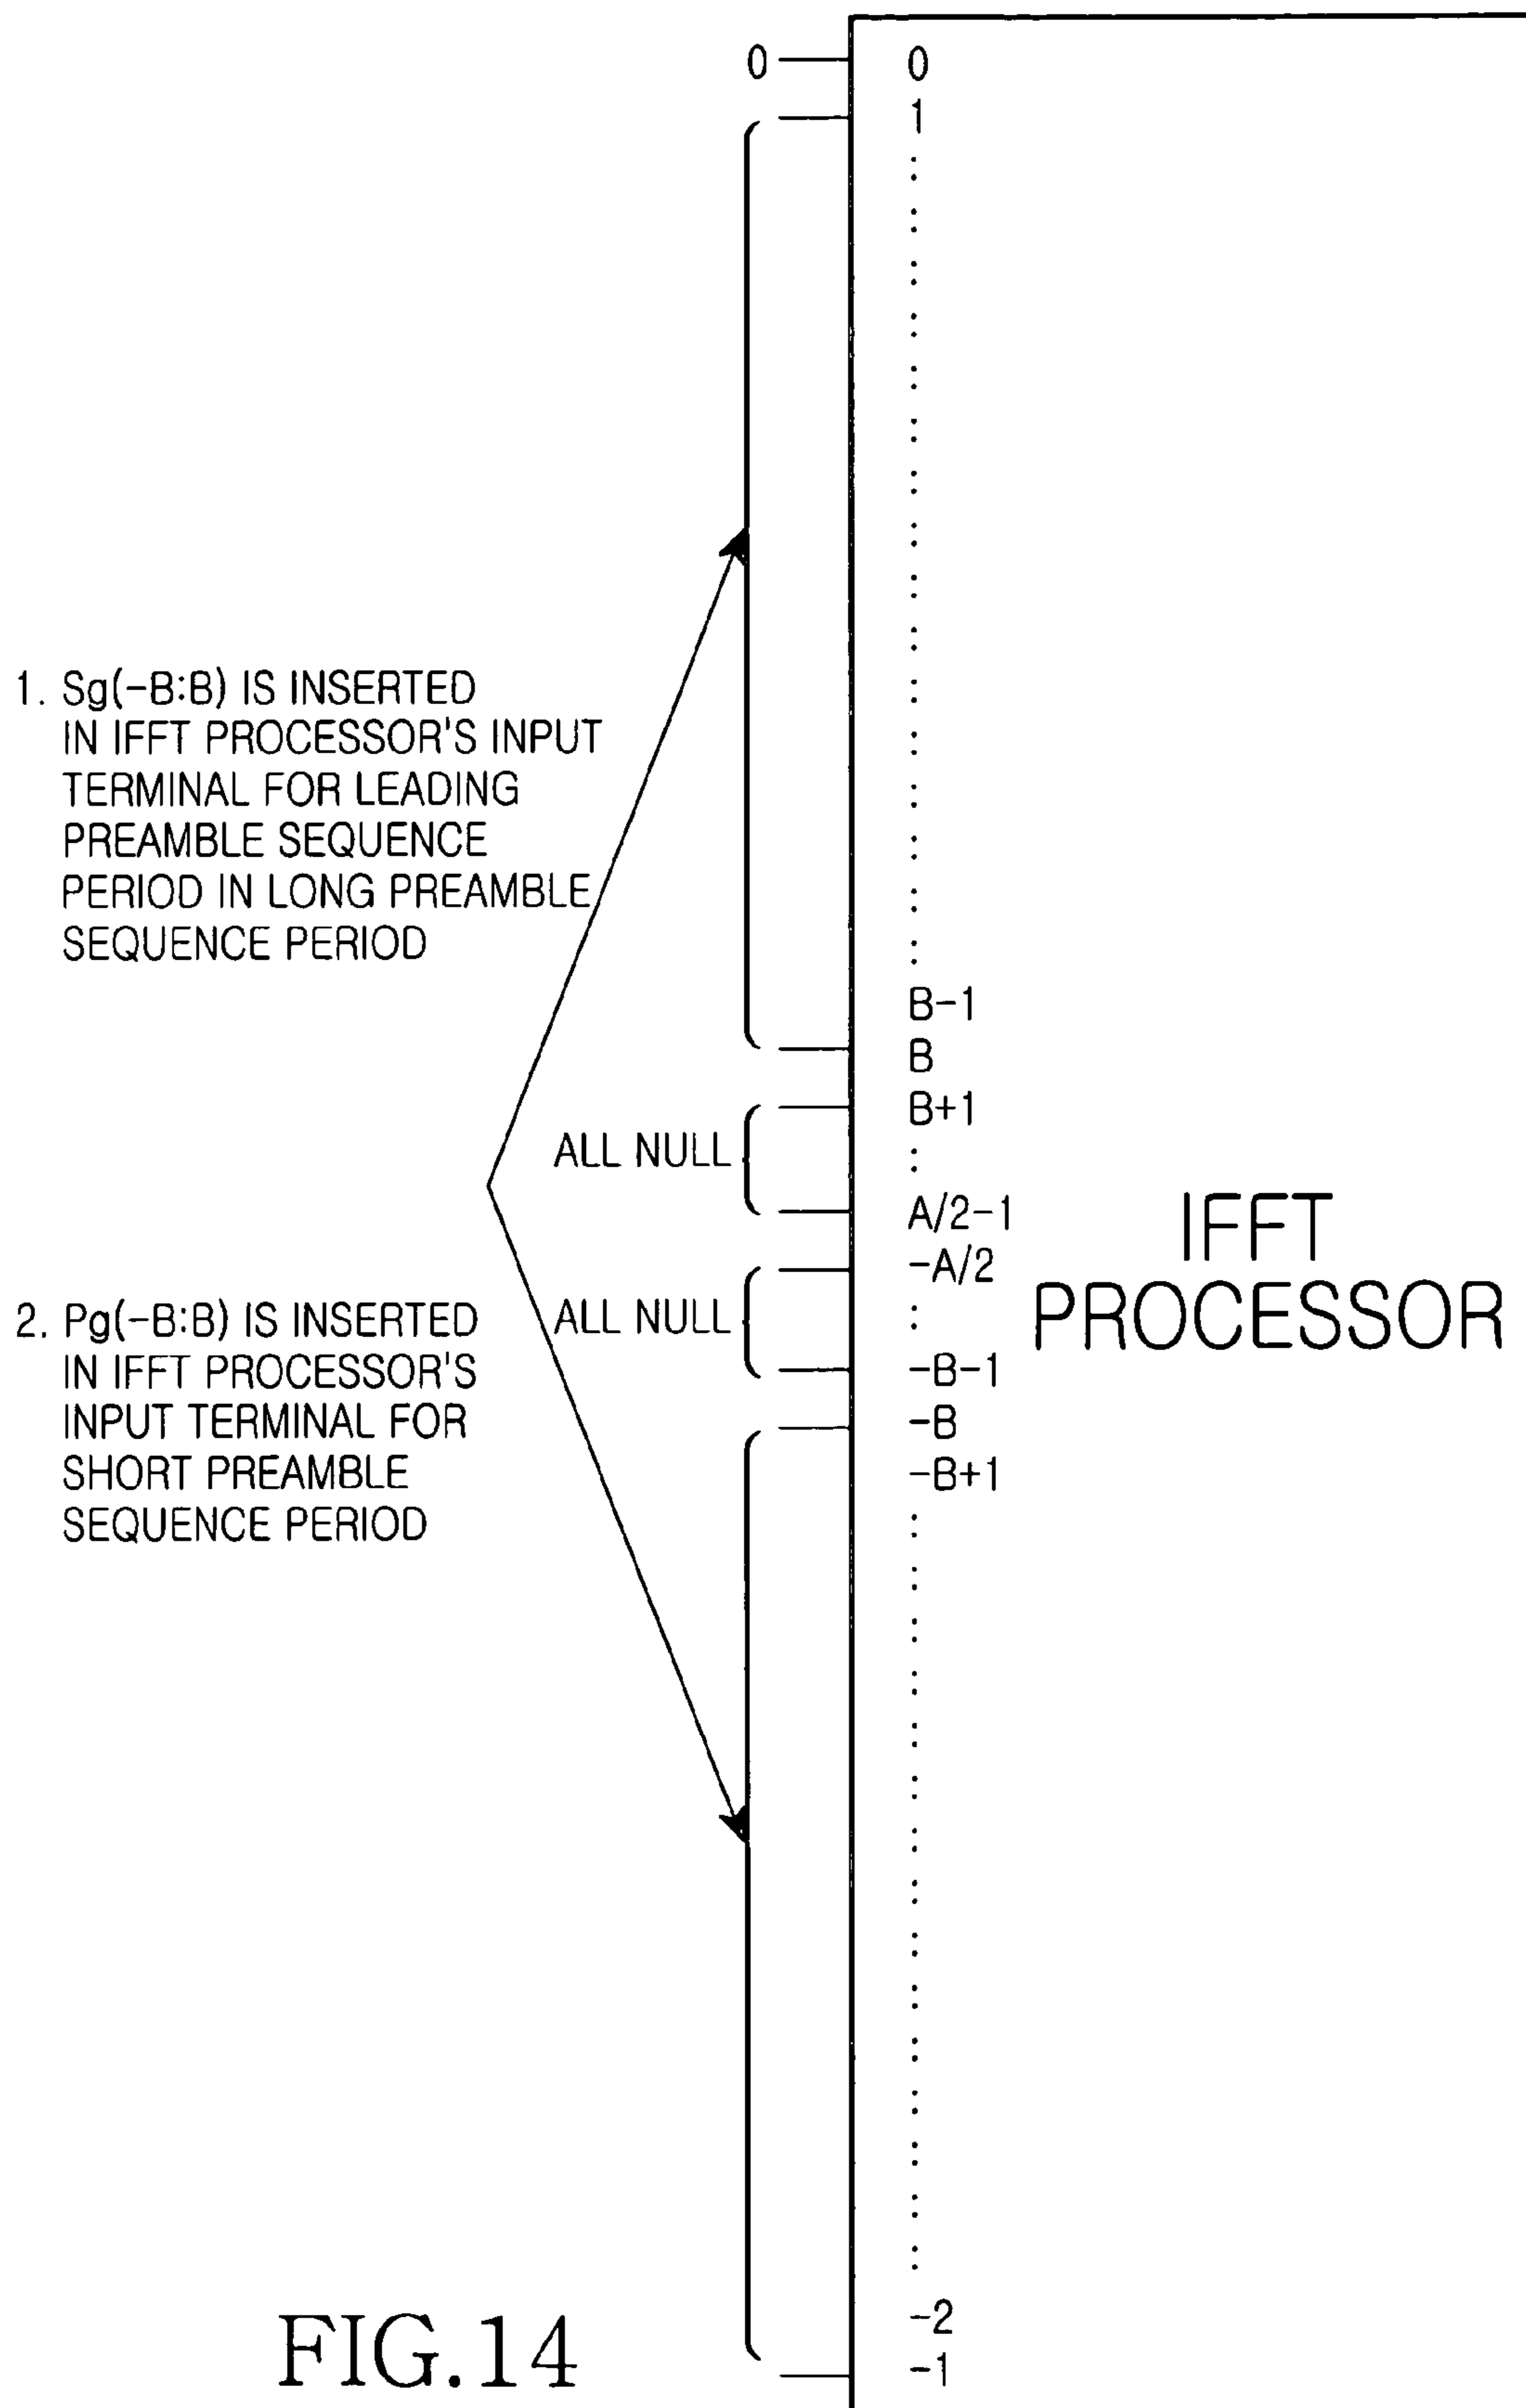 0
0
1
1. Sg(-B:B) IS INSERTED
IN IFFT PROCESSOR'S INPUT
TERMINAL FOR LEADING
PREAMBLE SEQUENCE
PERIOD IN LONG PREAMBLE
SEQUENCE PERIOD
B-1
B
B+1
ALL NULL
A/2-1
-A/2
ALL NULL
-B-1
-B
-B+1
IFFT
PROCESSOR
2. Pg(-B:B) IS INSERTED
IN IFFT PROCESSOR'S
INPUT TERMINAL FOR
SHORT PREAMBLE
SEQUENCE PERIOD
-2
-1
FIG.14